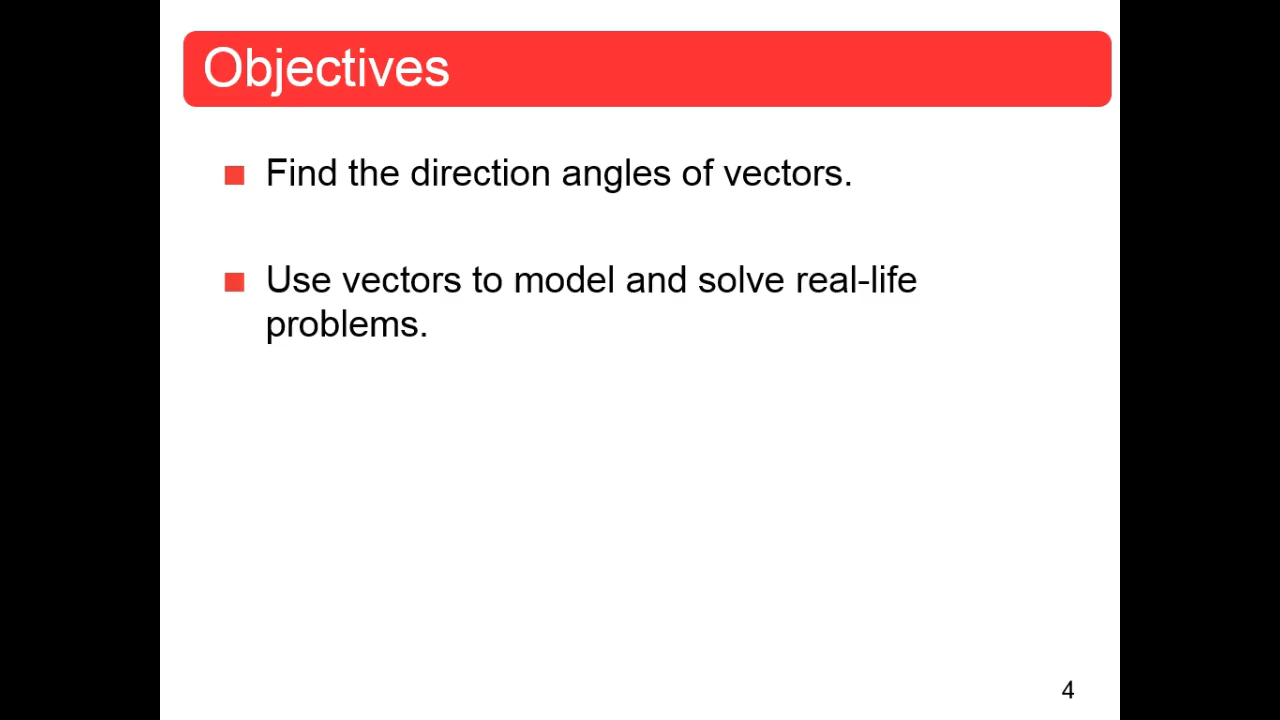 Objectives
Find the direction angles of vectors.
Use vectors to model and solve real-life
problems.
4